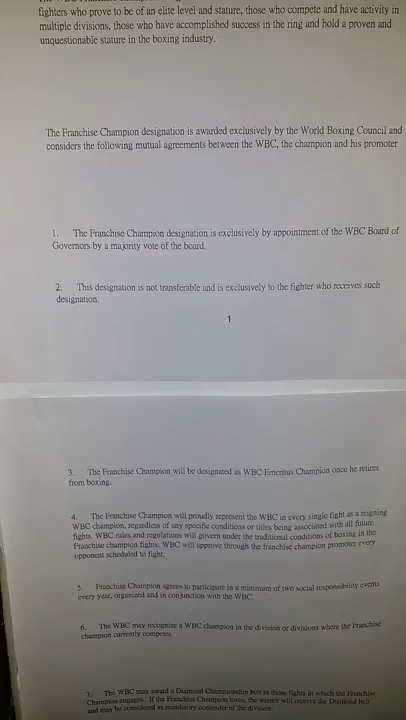 fighters who prove to be of an elite level and stature, those who compete and have activity in
multiple divisions, those who have accomplished success in the ring and hold a proven and
unquestionable stature in the boxing industry.
The Franchise Champion designation is awarded exclusively by the World Boxing Council and
considers the following mutual agreements between the WBC, the champion and his promoter
1. The Franchise Champion designation is exclusively by appointment of the WBC Board of
Governors by a majority vote of the board.
2. This designation is not transferable and is exclusively to the fighter who receives such
designation.
1
3. The Franchise Champion will be designated as WBC Emeritus Champion once he retires
from boxing.
4. The Franchise Champion will proudly represent the WBC in every single fight as a reigning
WBC champion, regardless of any specific conditions or titles being associated with all future
fights. WBC rules and regulations will govern under the traditional conditions of boxing in the
Franchise champion fights. WBC will approve through the franchise champion promoter every
opponent scheduled to fight.
5. Franchise Champion agrees to participate in a minimum of two social responsibility events
every year, organized and in conjunction with the WBC.
6. The WBC may recognize a WBC champion in the division or divisions where the Franchise
champion currently competes.
7. The WBC may award a Diamond Championship belt in those fights in which the Franchise
Champion engages. If the Franchise Champion loses, the winner will receive the Diamond belt
and may be considered as mandatory contender of the division.